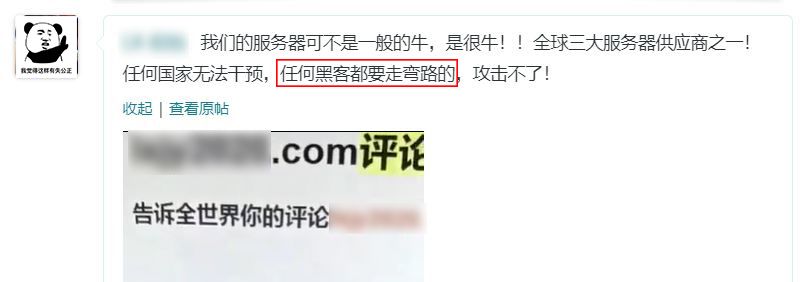 我们的服务器可不是一般的牛，是很牛！！全球三大服务器供应商之一！
任何国家无法干预，任何黑客都要走弯路的，攻击不了！
我觉得这样有失公正
收起 | 查看原帖
.com评论
告诉全世界你的评论